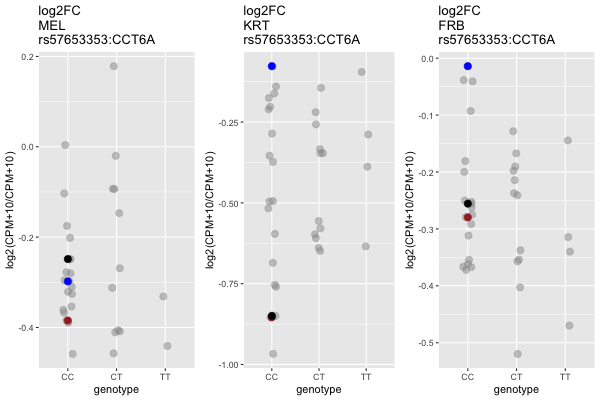 log2FC
MEL
rs57653353:CCT6A
log2(CPM+10/CPM+10)
0.2
0.0
-0.2
-0.4
CC
CT
TT
genotype
log2FC
KRT
rs57653353:CCT6A
log2(CPM+10/CPM+10)
-0.25
-0.50
-0.75
-1.00
CC
CT
TT
genotype
log2FC
FRB
rs57653353:CCT6A
log2(CPM+10/CPM+10)
0.0
-0.1
-0.2
-0.3
-0.4
-0.5
CC
CT
TT
genotype